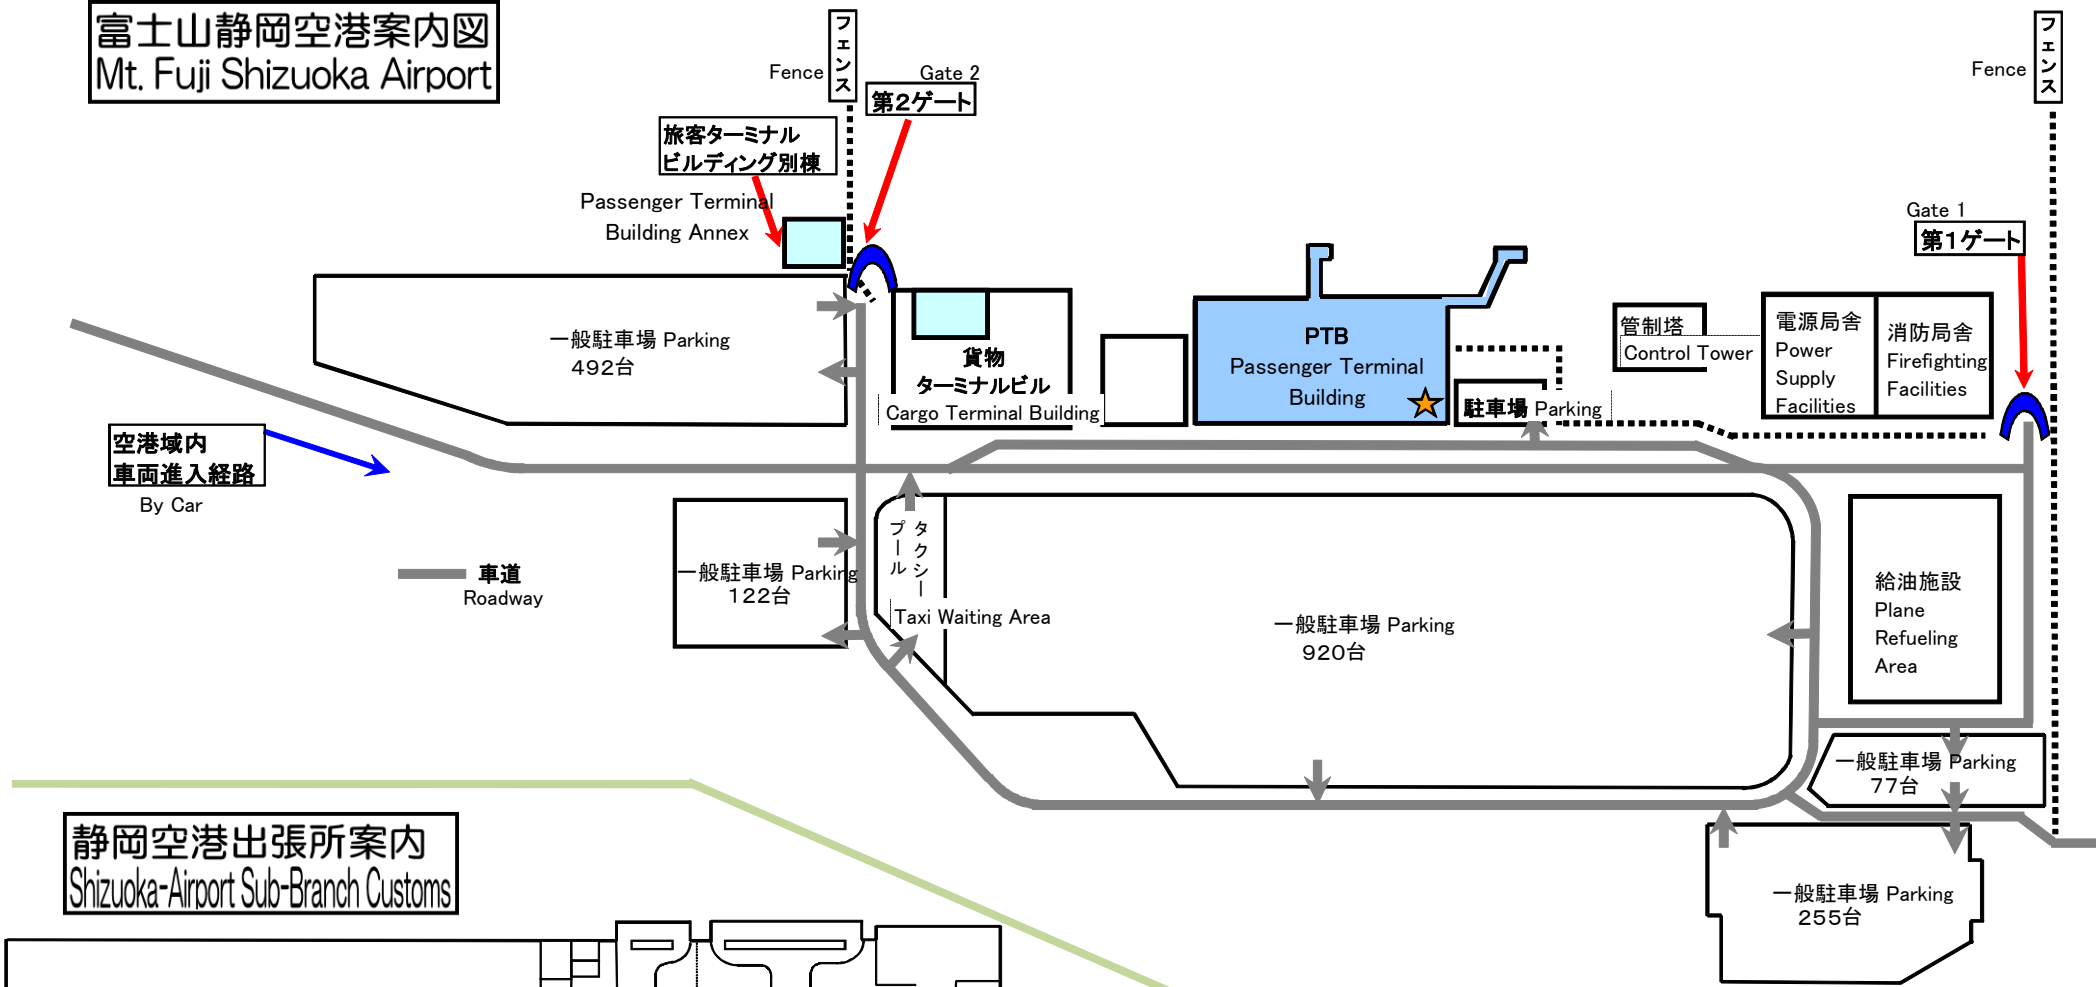 富士山静岡空港案内図
Mt. Fuji Shizuoka Airport
フェンス
Fence
Gate 2
第2ゲート
旅客ターミナル
ビルディング別棟
Passenger Terminal
Building Annex
フェンス
Fence
Gate 1
第1ゲート
一般駐車場 Parking
492台
貨物
ターミナルビル
Cargo Terminal Building
PTB
Passenger Terminal
Building
駐車場 Parking
管制塔
Control Tower
電源局舎
Power
Supply
Facilities
消防局舎
Firefighting
Facilities
空港域内
車両進入経路
By Car
車道
Roadway
一般駐車場 Parking
122台
タクシー
プール
Taxi Waiting Area
一般駐車場 Parking
920台
給油施設
Plane
Refueling
Area
一般駐車場 Parking
77台
一般駐車場 Parking
255台
静岡空港出張所案内
Shizuoka-Airport Sub-Branch Customs